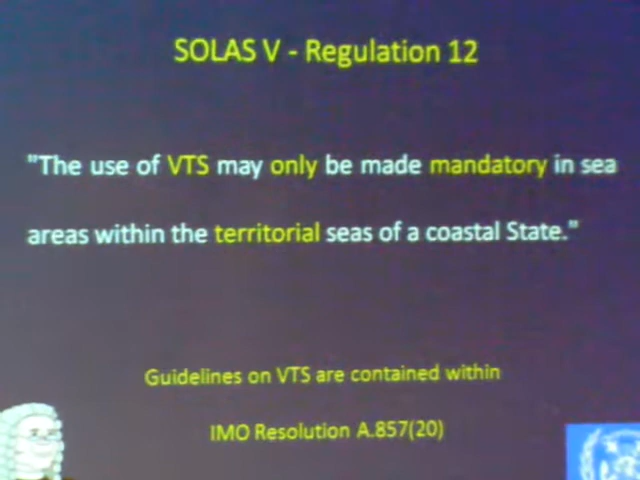 SOLAS V - Regulation 12
"The use of VTS may only be made mandatory in sea
areas within the territorial seas of a coastal State."
Guidelines on VTS are contained within
IMO Resolution A.857(20)